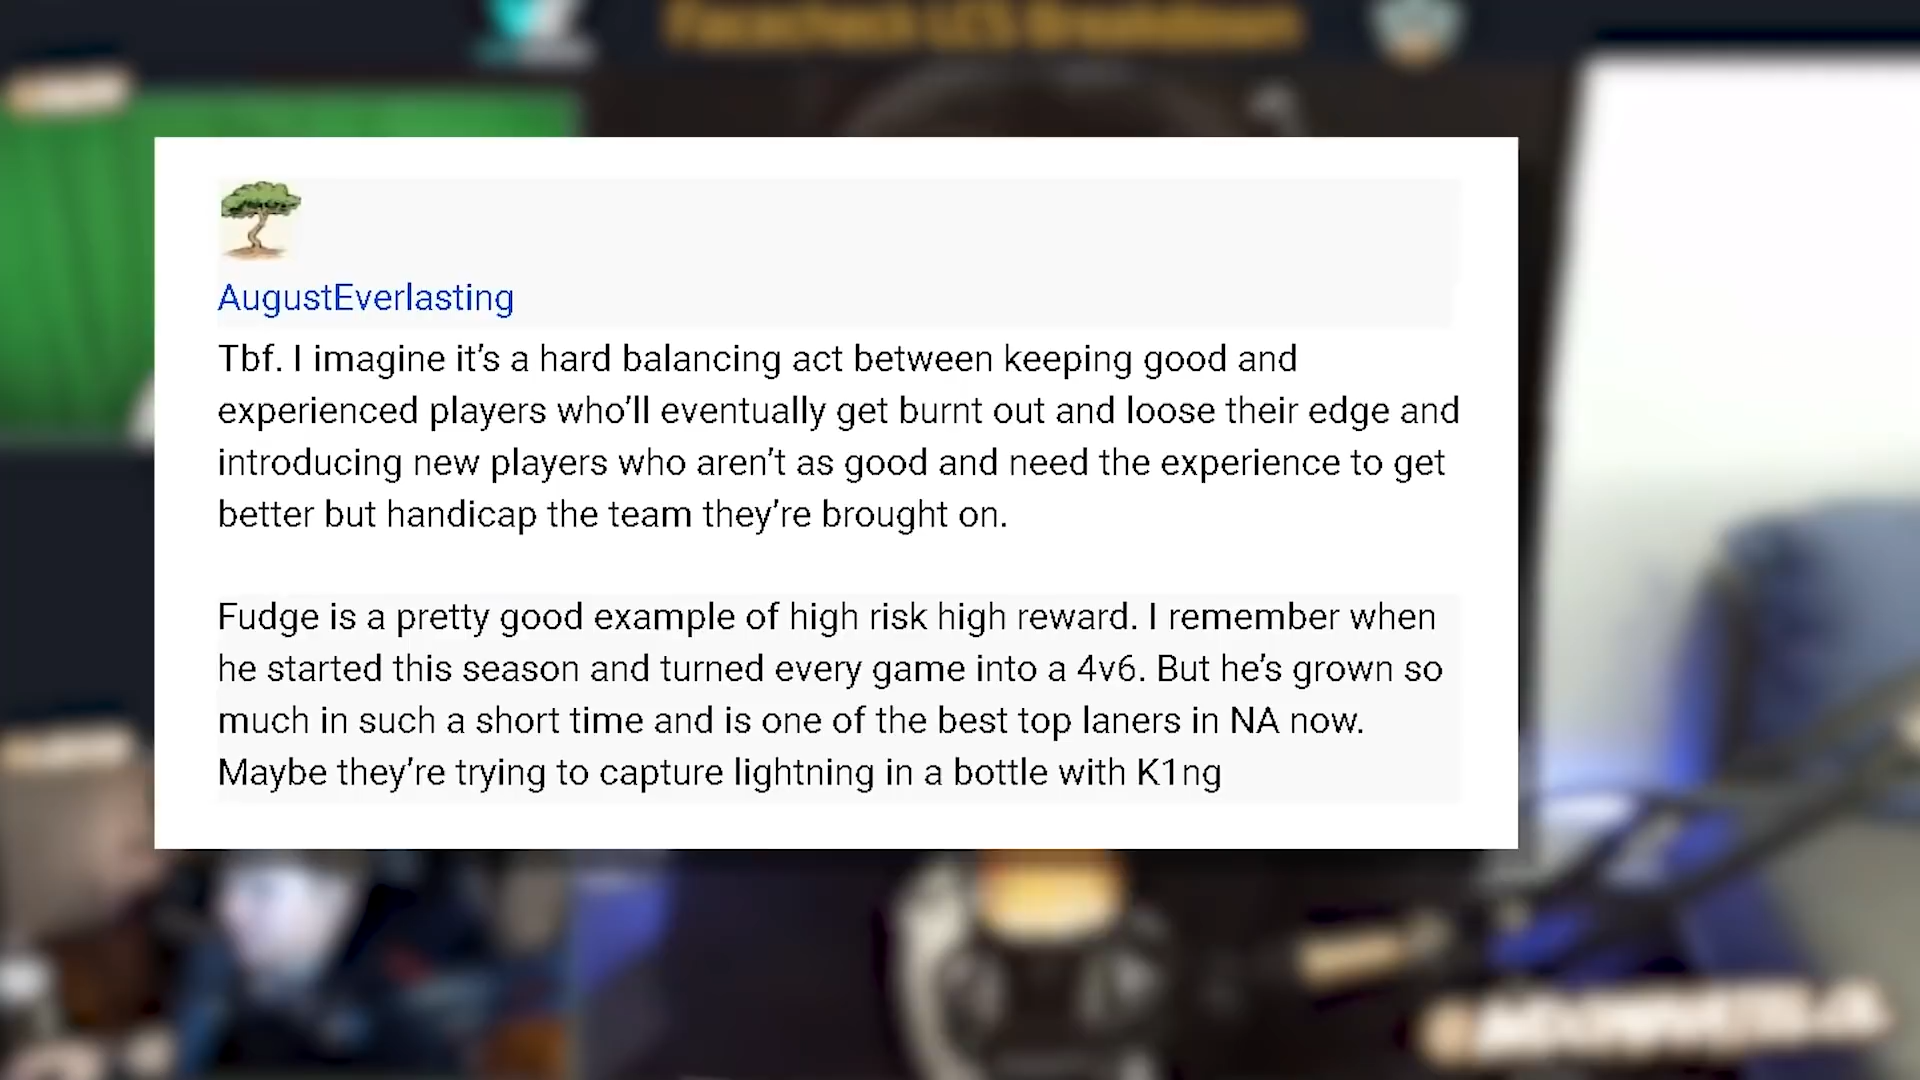 Facecheck LCS Breakdown
AugustEverlasting
Tbf. I imagine it's a hard balancing act between keeping good and
experienced players who'll eventually get burnt out and loose their edge and
introducing new players who aren't as good and need the experience to get
better but handicap the team they're brought on.
Fudge is a pretty good example of high risk high reward. I remember when
he started this season and turned every game into a 4v6. But he's grown so
much in such a short time and is one of the best top laners in NA now.
Maybe they're trying to capture lightning in a bottle with K1ng